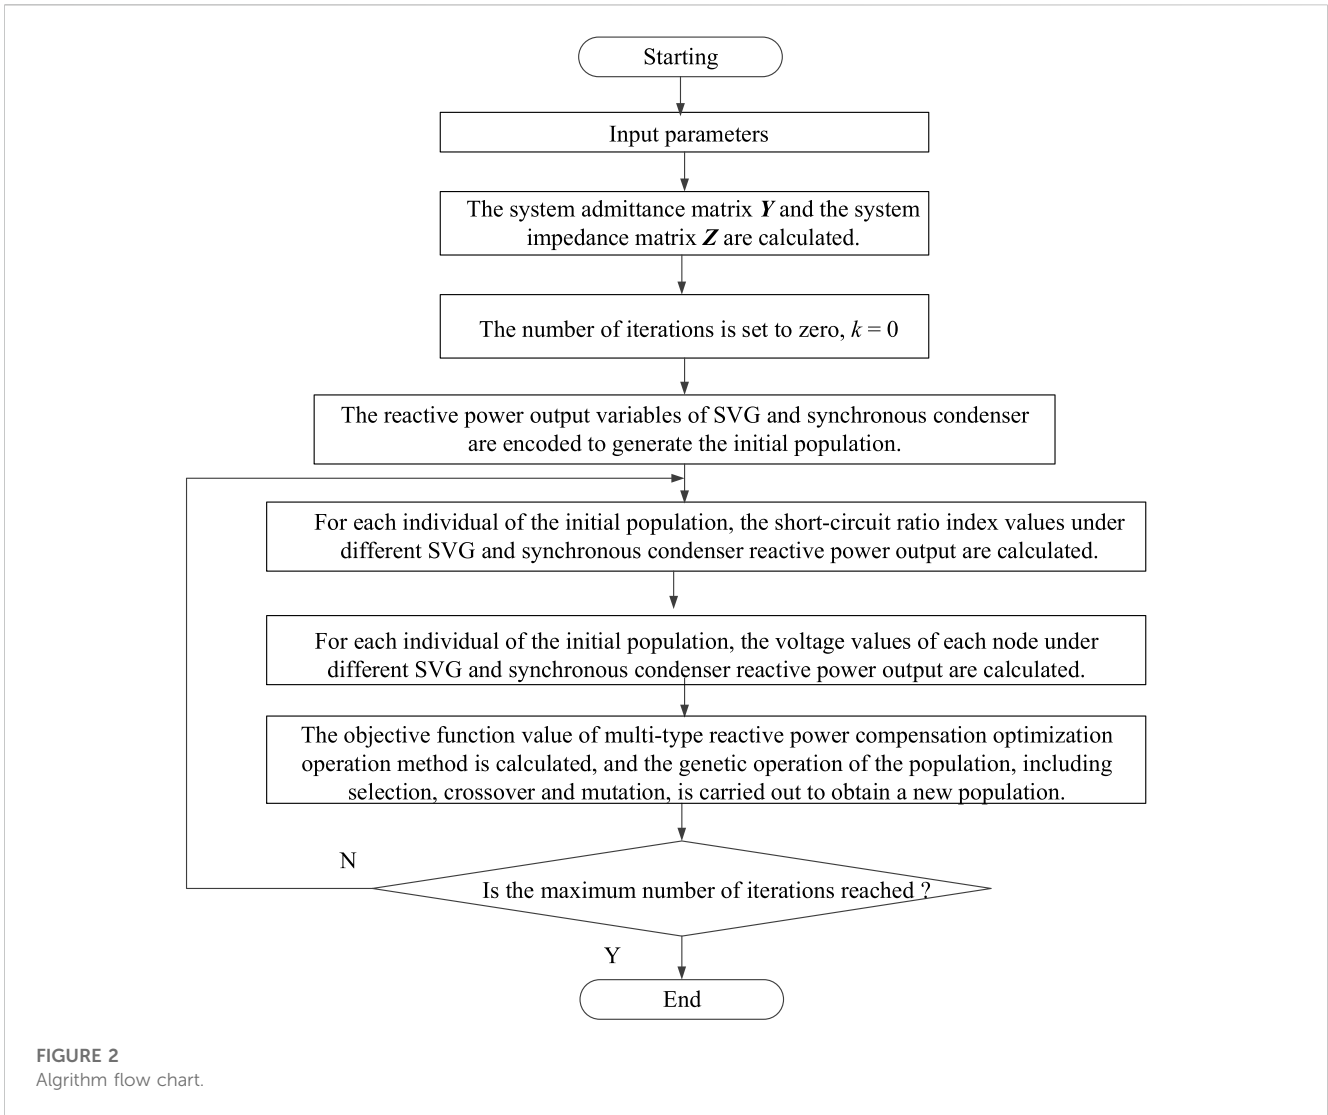 Starting
Input parameters
The system admittance matrix Y and the system
impedance matrix Z are calculated.
The number of iterations is set to zero, k = 0
The reactive power output variables of SVG and synchronous condenser
are encoded to generate the initial population.
For each individual of the initial population, the short-circuit ratio index values under
different SVG and synchronous condenser reactive power output are calculated.
For each individual of the initial population, the voltage values of each node under
different SVG and synchronous condenser reactive power output are calculated.
The objective function value of multi-type reactive power compensation optimization
operation method is calculated, and the genetic operation of the population, including
selection, crossover and mutation, is carried out to obtain a new population.
N
Is the maximum number of iterations reached ?
Y
End
FIGURE 2
Algrithm flow chart.